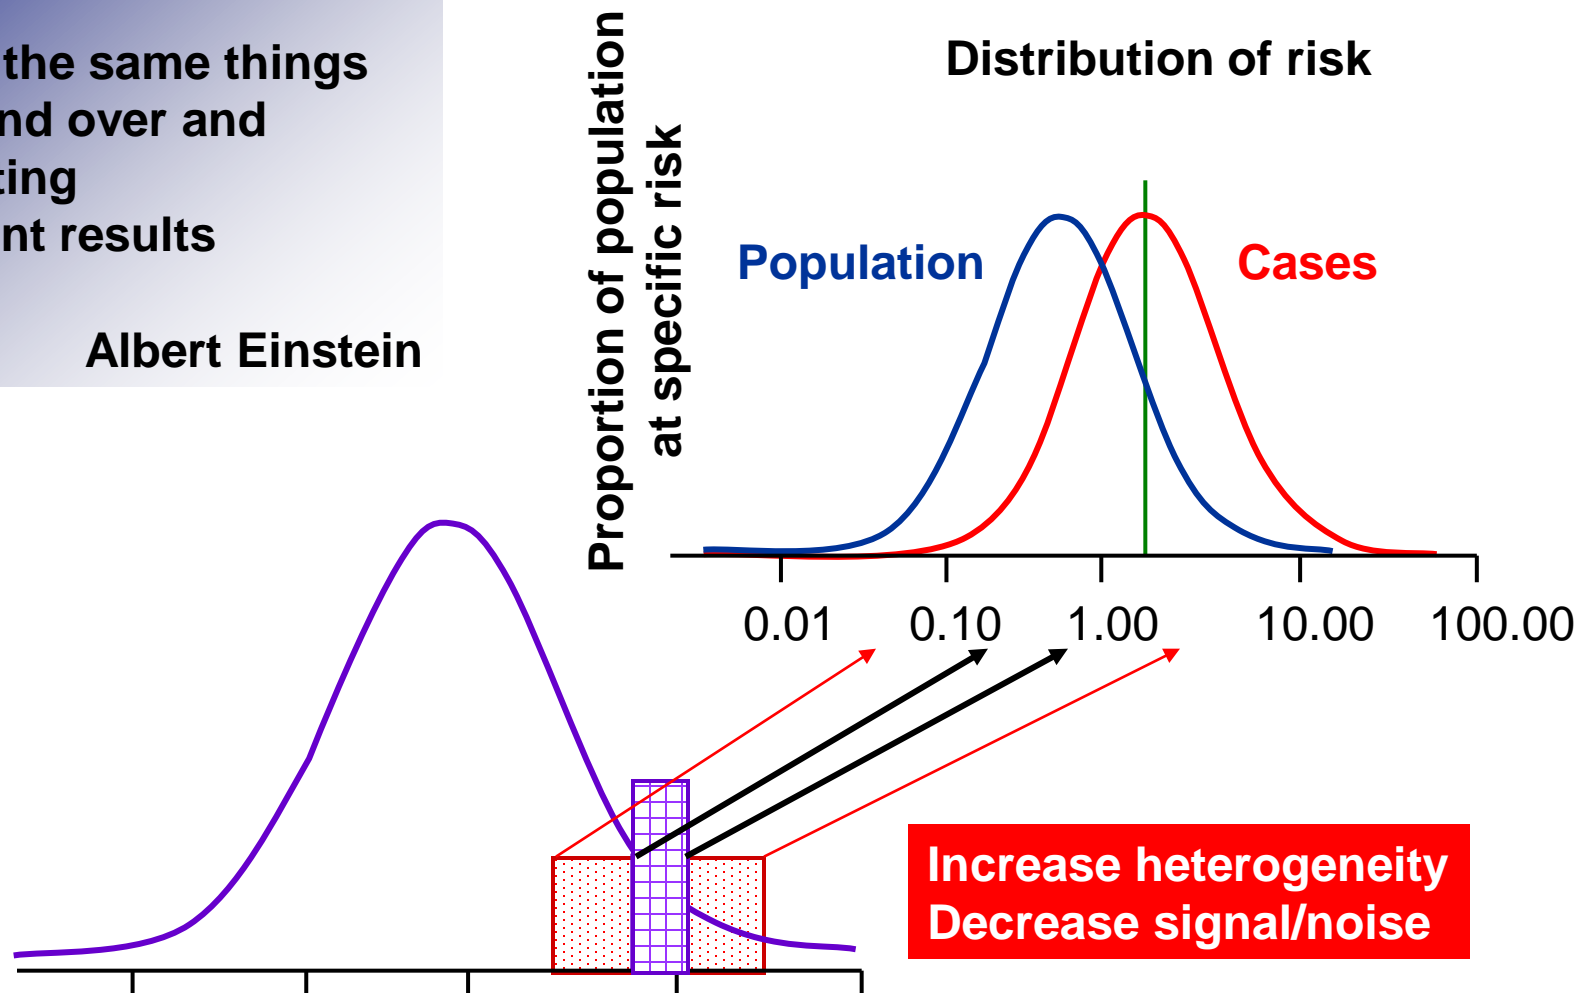 the same things
nd over and
ting
nt results
Albert Einstein
Proportion of population
at specific risk
Distribution of risk
Population
Cases
0.01 0.10 1.00 10.00 100.00
Increase heterogeneity
Decrease signal/noise